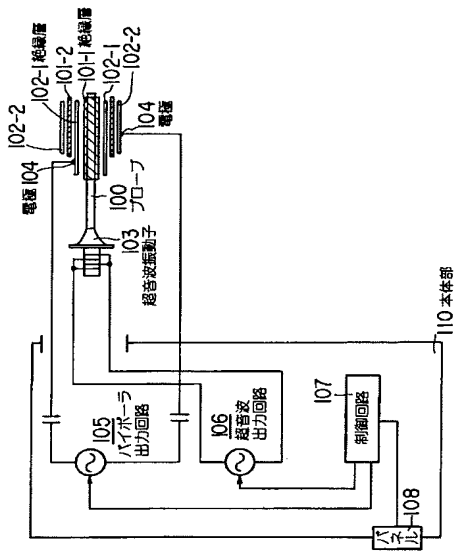 102-2
101-2
102-1 絶縁層
101-1 絶縁層
102-1
102-2
電極 104
104
電極
100
プローブ
103
超音波振動子
105
バイポーラ
出力回路
106
超音波
出力回路
107
制御回路
108
パネル
110 本体部